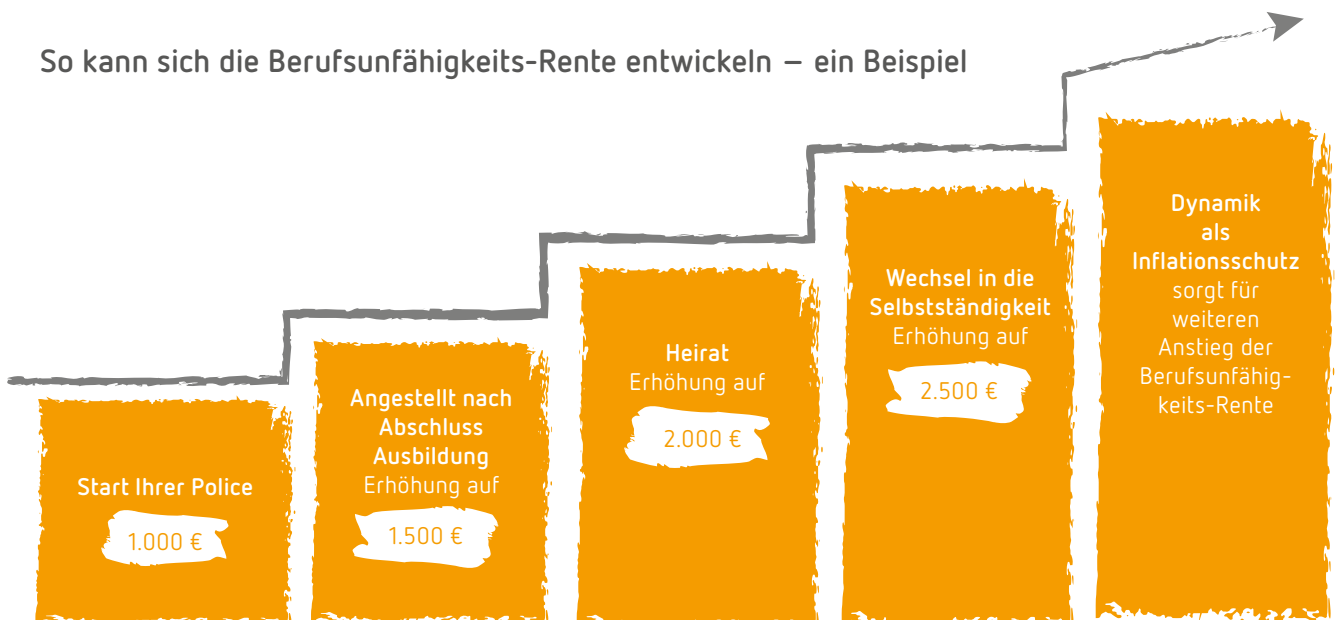 So kann sich die Berufsunfähigkeits-Rente entwickeln – ein Beispiel
Start Ihrer Police
1.000 €
Angestellt nach
Abschluss
Ausbildung
Erhöhung auf
1.500 €
Heirat
Erhöhung auf
2.000 €
Wechsel in die
Selbstständigkeit
Erhöhung auf
2.500 €
Dynamik
als
Inflationsschutz
sorgt für
weiteren
Anstieg der
Berufsunfähig-
keits-Rente